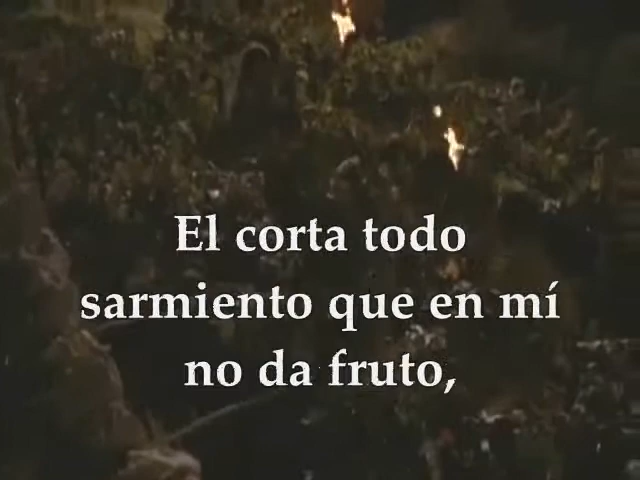 El corta todo
sarmiento que en mí
no da fruto,